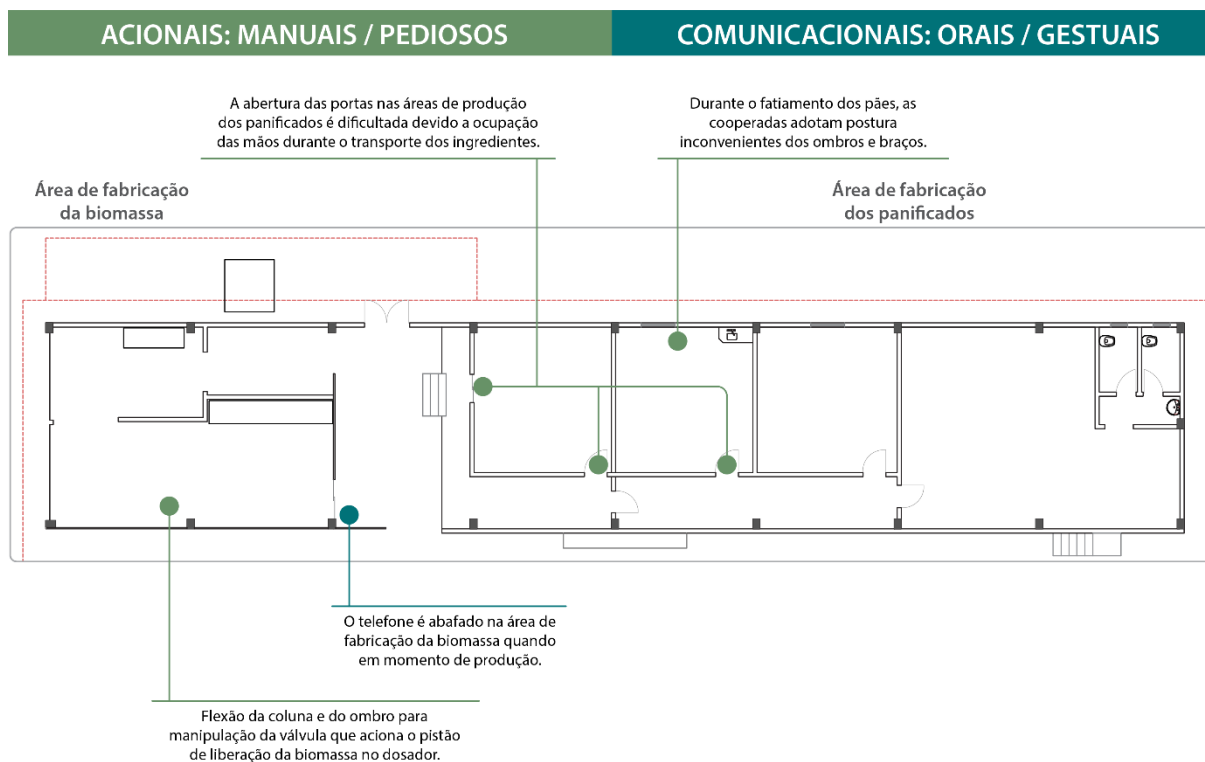 ACIONAIS: MANUAIS / PEDIOSOS
COMUNICACIONAIS: ORAIS / GESTUAIS
A abertura das portas nas áreas de produção
dos panificados é dificultada devido a ocupação
das mãos durante o transporte dos ingredientes.
Durante o fatiamento dos pães, as
cooperadas adotam postura
inconvenientes dos ombros e braços.
Área de fabricação
da biomassa
Área de fabricação
dos panificados
O telefone é abafado na área de
fabricação da biomassa quando
em momento de produção.
Flexão da coluna e do ombro para
manipulação da válvula que aciona o pistão
de liberação da biomassa no dosador.